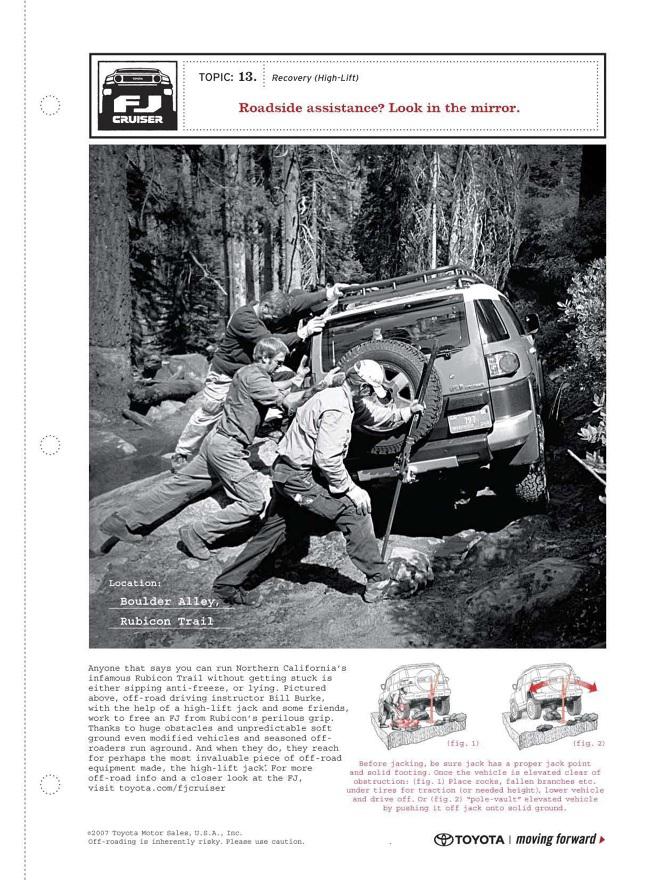 TOYOTA
FJ
CRUISER
TOPIC: 13. Recovery (High-Lift)
Roadside assistance? Look in the mirror.
Location:
Boulder Alley,
Rubicon Trail
Anyone that says you can run Northern California's
infamous Rubicon Trail without getting stuck is
either sipping anti-freeze, or lying. Pictured
above, off-road driving instructor Bill Burke,
with the help of a high-lift jack and some friends,
work to free an FJ from Rubicon's perilous grip.
Thanks to huge obstacles and unpredictable soft
ground even modified vehicles and seasoned off-
roaders run aground. And when they do, they reach
for perhaps the most invaluable piece of off-road
equipment made, the high-lift jack. For more
off-road info and a closer look at the FJ,
visit toyota.com/fjcruiser
(fig. 1)
(fig. 2)
Before jacking, be sure jack has a proper jack point
and solid footing. Once the vehicle is elevated clear of
obstruction: (fig. 1) Place rocks, fallen branches etc.
under tires for traction (or needed height), lower vehicle
and drive off. Or (fig. 2) "pole-vault" elevated vehicle
by pushing it off jack onto solid ground.
©2007 Toyota Motor Sales, U.S.A., Inc.
Off-roading is inherently risky. Please use caution.
TOYOTA | moving forward